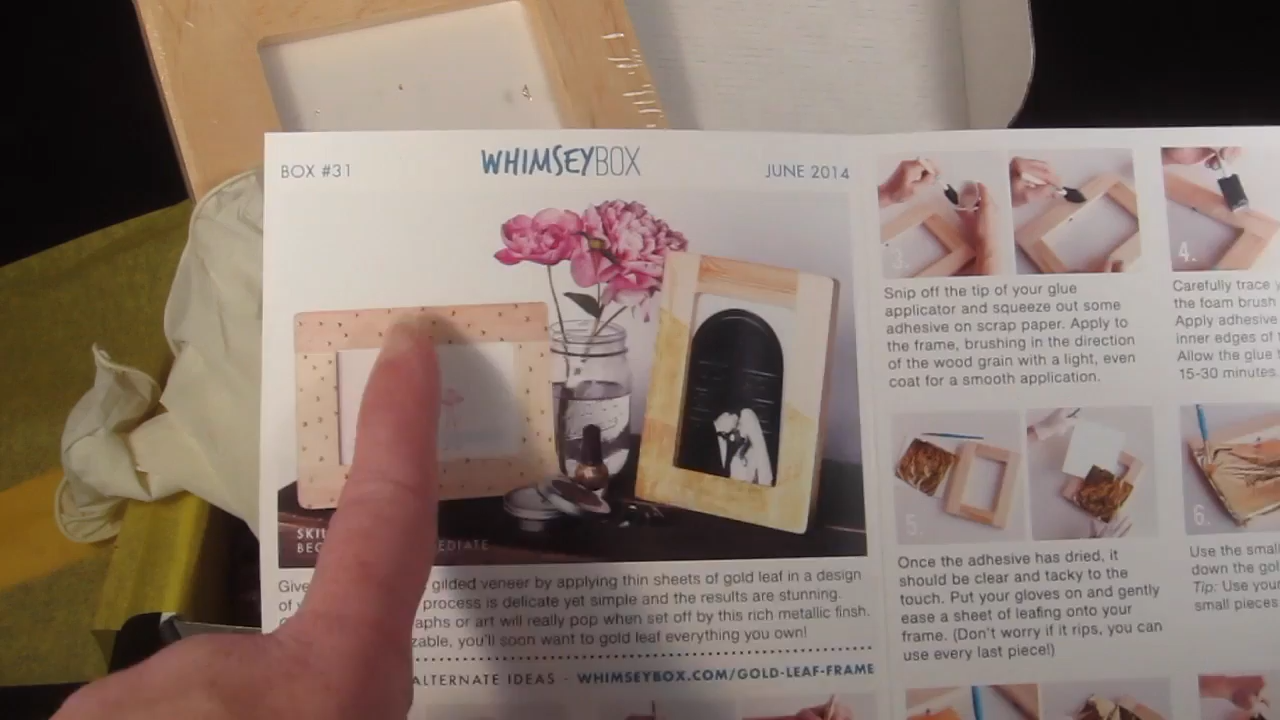 BOX #31
WHIMSEYBOX
JUNE 2014
EDIATE
gilded veneer by applying thin sheets of gold leaf in a design
process is delicate yet simple and the results are stunning.
or art will really pop when set off by this rich metallic finsh.
you'll soon want to gold leaf everything you own!
ALTERNATE IDEAS - WHIMSEYBOX.COM/GOLD-LEAF-FRAME
3.
Snip off the tip of your glue
applicator and squeeze out some
adhesive on scrap paper. Apply to
the frame, brushing in the direction
of the wood grain with a light, even
coat for a smooth application.
5.
Once the adhesive has dried, it
should be clear and tacky to the
touch. Put your gloves on and gently
ease a sheet of leafing onto your
frame. (Don't worry if it rips, you can
use every last piece!)
4.
Carefully trace
the foam brush
Apply adhesive
inner edges of
Allow the glue
15-30 minutes.
6.
Use the small
down the gol
Tip: Use your
small pieces